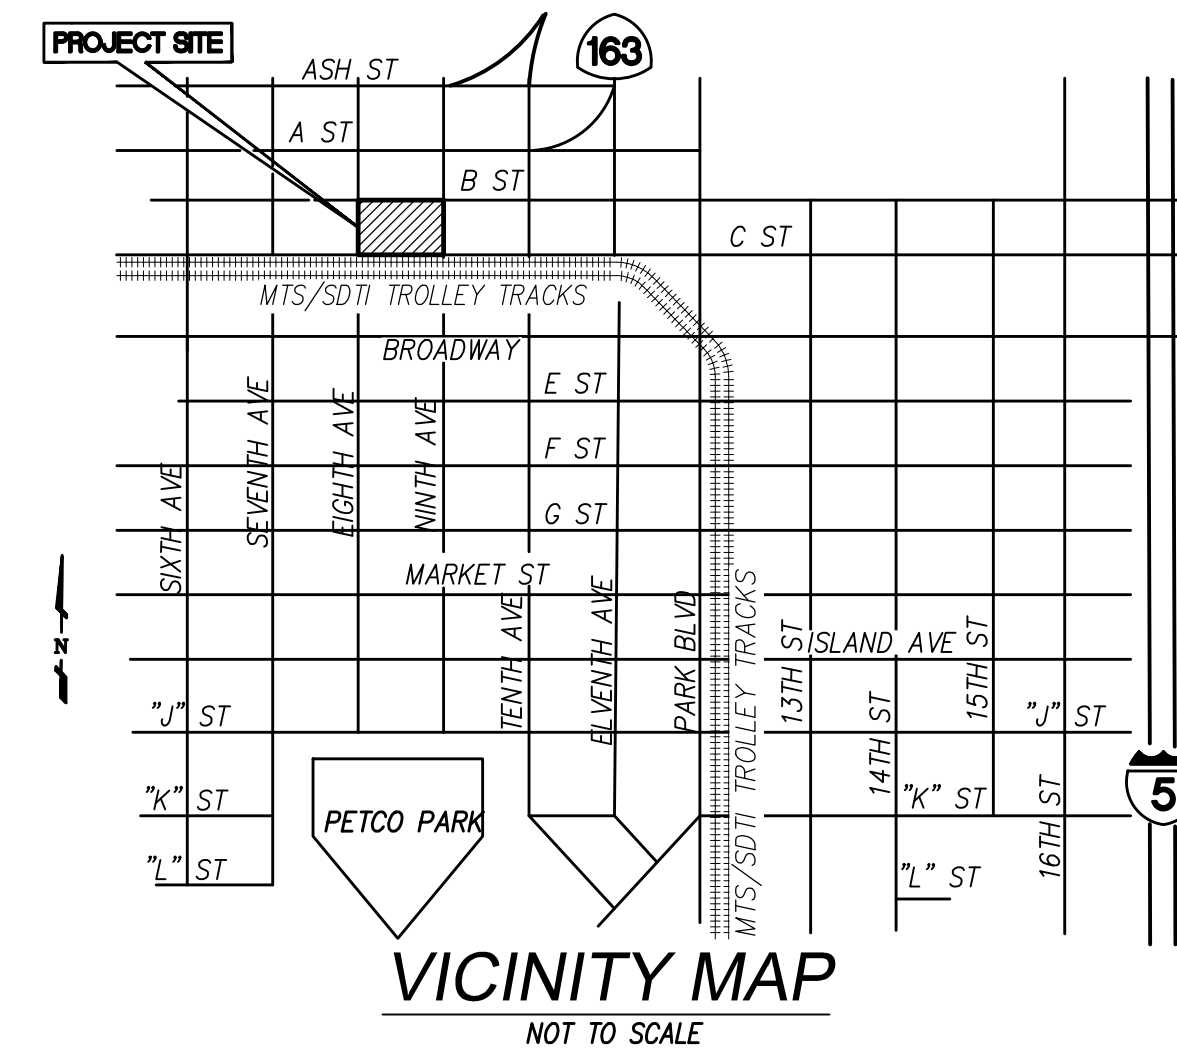 PROJECT SITE
163
ASH ST
A ST
B ST
C ST
MTS/SDTI TROLLEY TRACKS
BROADWAY
E ST
F ST
G ST
SIXTH AVE
SEVENTH AVE
EIGHTH AVE
NINTH AVE
MARKET ST
TENTH AVE
ELVENTH AVE
PARK BLVD
MTS/SDTI TROLLEY TRACKS
13TH ST
ISLAND AVE
14TH ST
15TH ST
16TH ST
N
"J" ST
"J" ST
"K" ST
"K" ST
5
PETCO PARK
"L" ST
"L" ST
VICINITY MAP
NOT TO SCALE